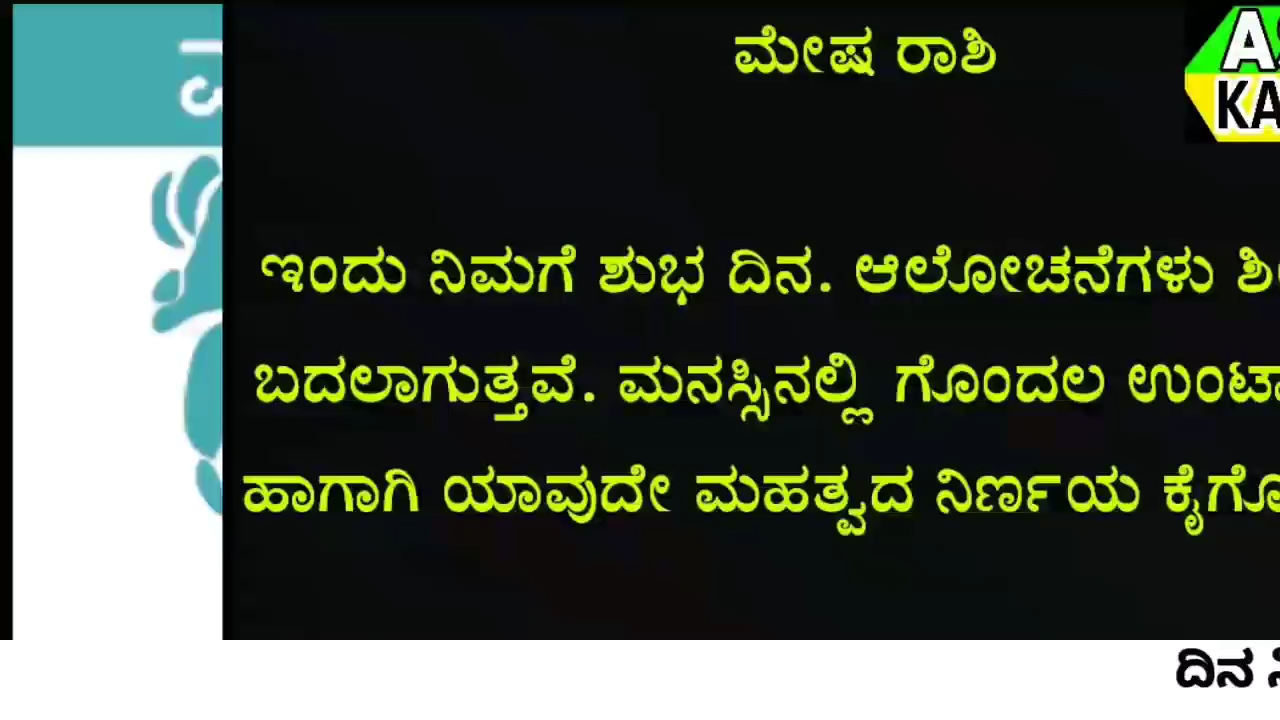 ಮೇಷ ರಾಶಿ
ಇಂದು ನಿಮಗೆ ಶುಭ ದಿನ. ಆಲೋಚನೆಗಳು
ಬದಲಾಗುತ್ತವೆ. ಮನಸ್ಸಿನಲ್ಲಿ ಗೊಂದಲ
ಹಾಗಾಗಿ ಯಾವುದೇ ಮಹತ್ವದ ನಿರ್ಣಯ
ದಿನ